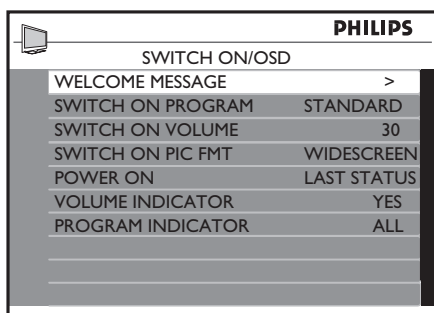 PHILIPS
SWITCH ON/OSD
WELCOME MESSAGE >
SWITCH ON PROGRAM STANDARD
SWITCH ON VOLUME 30
SWITCH ON PIC FMT WIDESCREEN
POWER ON LAST STATUS
VOLUME INDICATOR YES
PROGRAM INDICATOR ALL